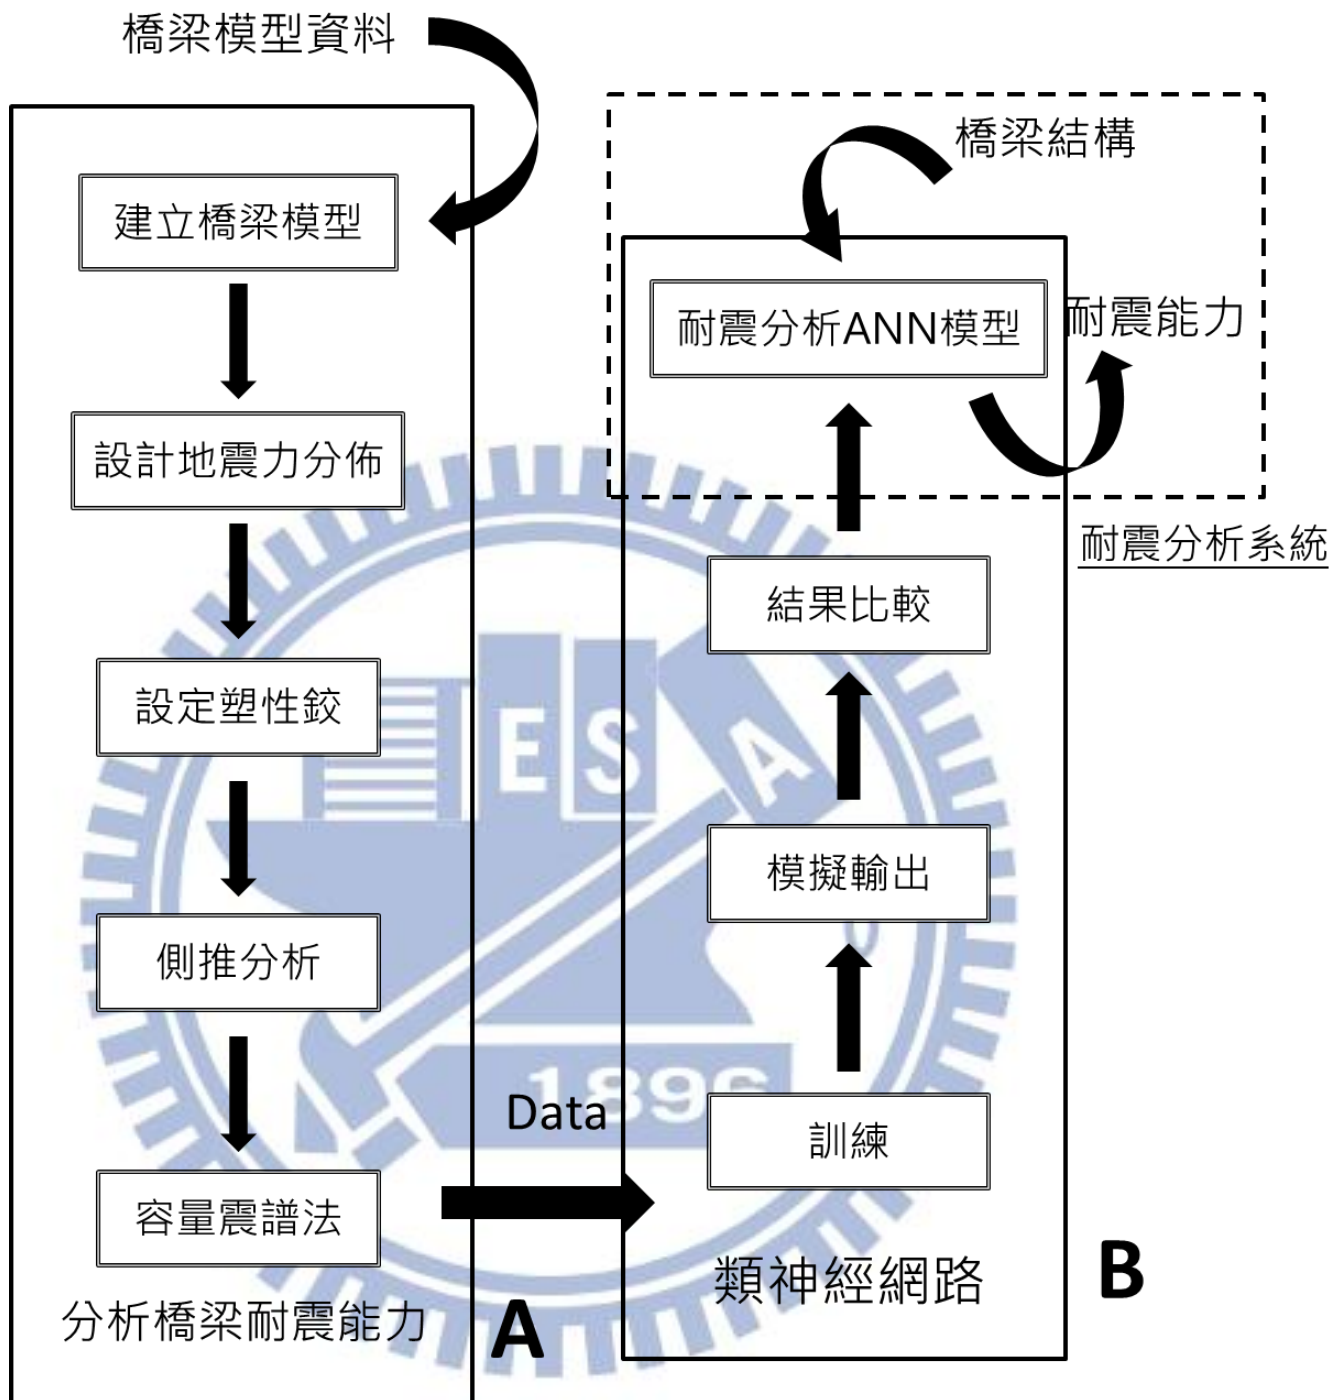 橋梁模型資料
建立橋梁模型
設計地震力分佈
設定塑性鉸
側推分析
容量震譜法
分析橋梁耐震能力
A
Data
橋梁結構
耐震分析ANN模型
耐震能力
耐震分析系統
結果比較
模擬輸出
訓練
類神經網路
B
E S A
1896